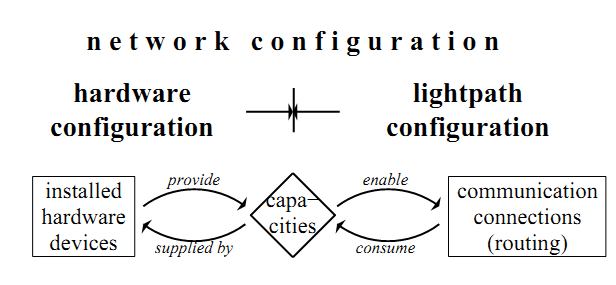 network configuration
hardware
configuration
lightpath
configuration
installed
hardware
devices
provide
supplied by
capa-
cities
enable
consume
communication
connections
(routing)